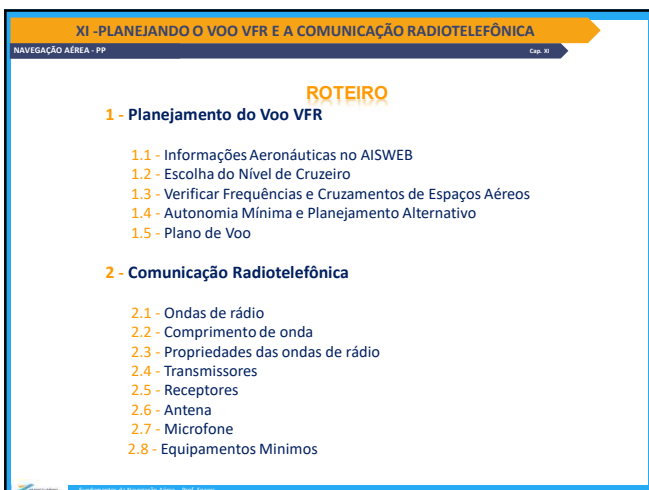 XI -PLANEJANDO O VOO VFR E A COMUNICAÇÃO RADIOTELEFÔNICA
NAVEGAÇÃO AÉREA - PP Cap. XI
ROTEIRO
1 - Planejamento do Voo VFR
1.1 - Informações Aeronáuticas no AISWEB
1.2 - Escolha do Nível de Cruzeiro
1.3 - Verificar Frequências e Cruzamentos de Espaços Aéreos
1.4 - Autonomia Mínima e Planejamento Alternativo
1.5 - Plano de Voo
2 - Comunicação Radiotelefônica
2.1 - Ondas de rádio
2.2 - Comprimento de onda
2.3 - Propriedades das ondas de rádio
2.4 - Transmissores
2.5 - Receptores
2.6 - Antena
2.7 - Microfone
2.8 - Equipamentos Minimos